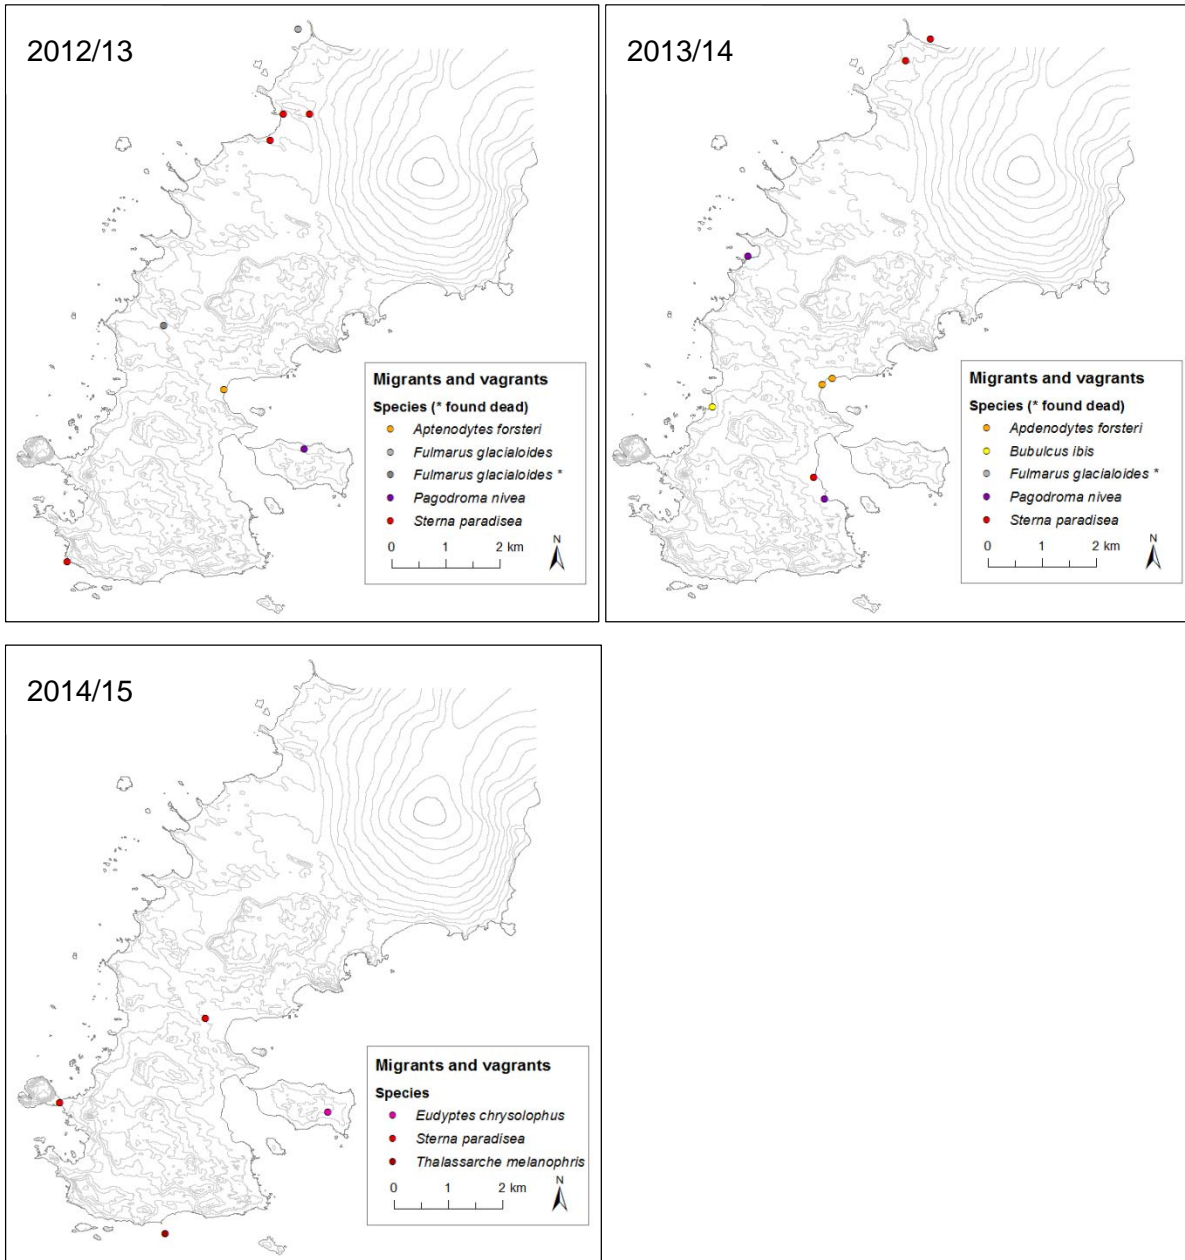 2012/13
N
Migrants and vagrants
Species (* found dead)
Aptenodytes forsteri
Fulmarus glacialoides
Fulmarus glacialoides *
Pagodroma nivea
Sterna paradisea
0 1 2 km
2013/14
N
Migrants and vagrants
Species (* found dead)
Apdenodytes forsteri
Bubulcus ibis
Fulmarus glacialoides *
Pagodroma nivea
Sterna paradisea
0 1 2 km
2014/15
N
Migrants and vagrants
Species
Eudyptes chrysolophus
Sterna paradisea
Thalassarche melanophris
0 1 2 km